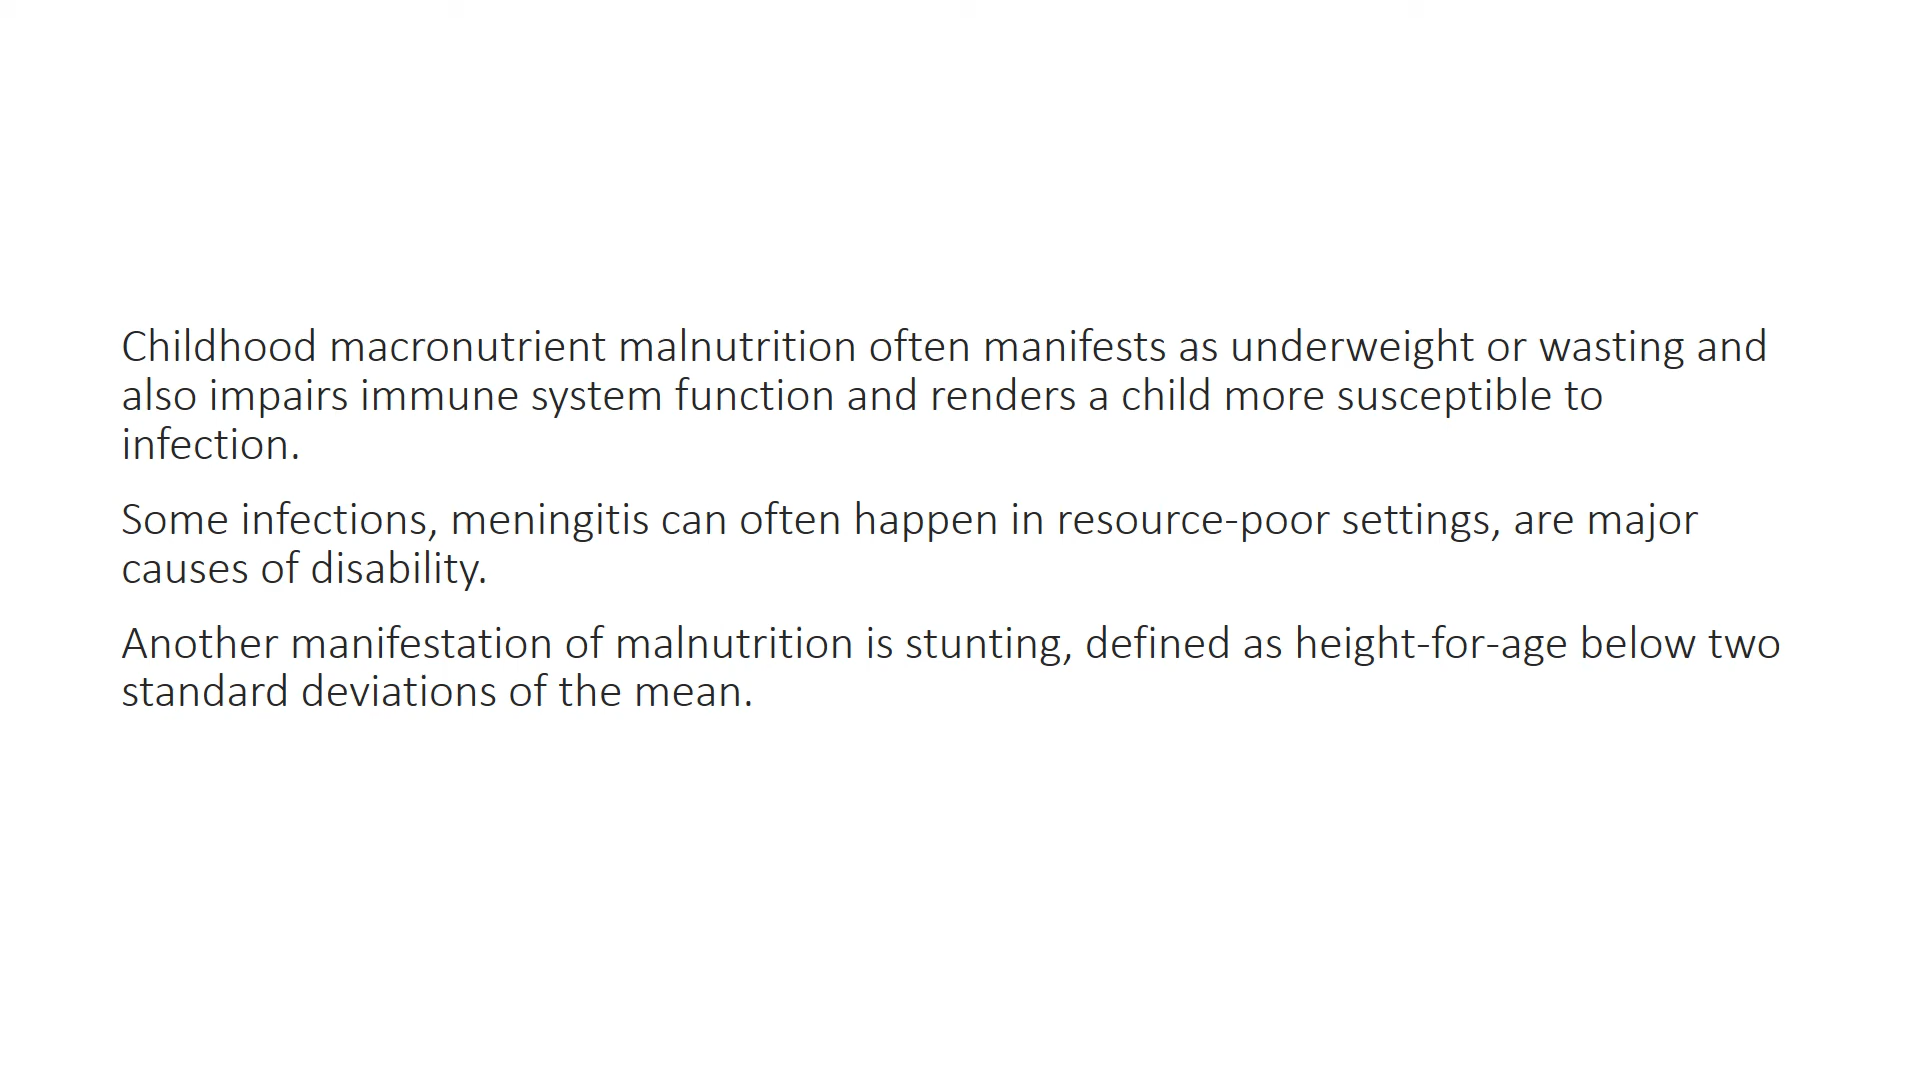 Childhood macronutrient malnutrition often manifests as underweight or wasting and
also impairs immune system function and renders a child more susceptible to
infection.
Some infections, meningitis can often happen in resource-poor settings, are major
causes of disability.
Another manifestation of malnutrition is stunting, defined as height-for-age below two
standard deviations of the mean.